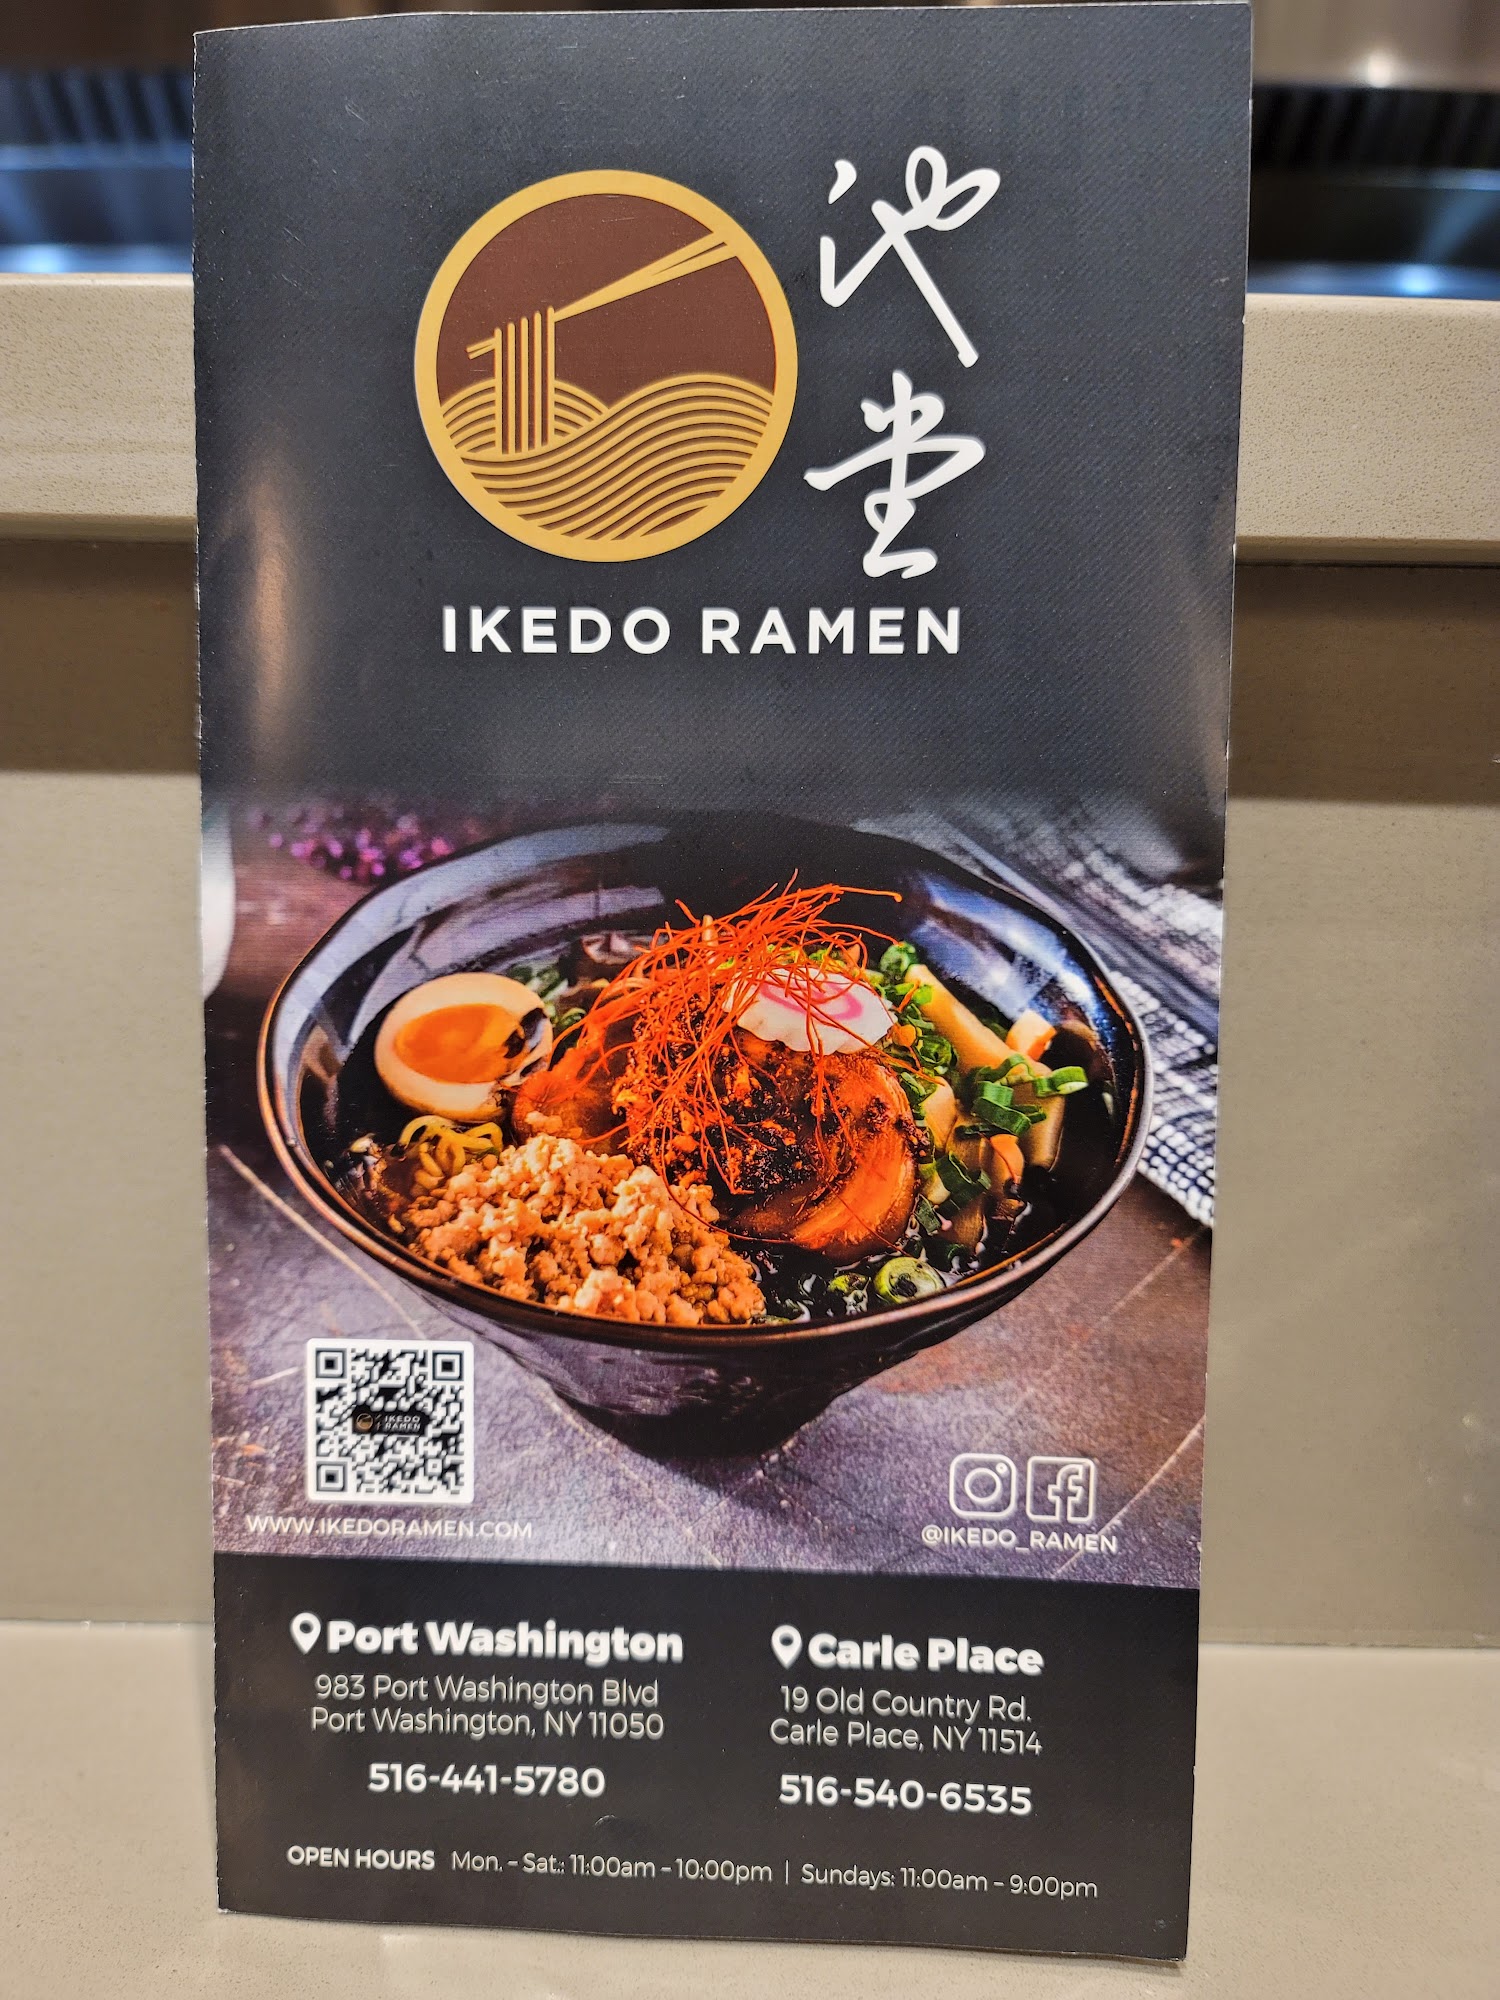 池堂
IKEDO RAMEN
IKEDO
RAMEN
WWW.IKEDORAMEN.COM
@IKEDO_RAMEN
Port Washington
983 Port Washington Blvd
Port Washington, NY 11050
516-441-5780
Carle Place
19 Old Country Rd.
Carle Place, NY 11514
516-540-6535
OPEN HOURS Mon. – Sat.: 11:00am – 10:00pm | Sundays: 11:00am – 9:00pm